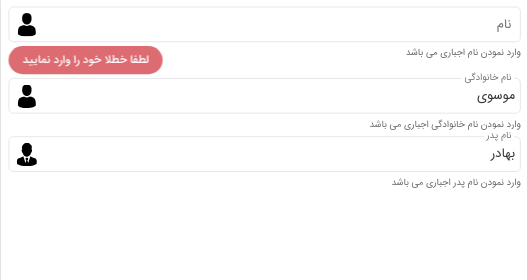 نام
وارد نمودن نام اجباری می باشد
لطفا خطلا خود را وارد نمایید
نام خانوادگی
موسوی
وارد نمودن نام خانوادگی اجباری می باشد
نام پدر
بهادر
وارد نمودن نام پدر اجباری می باشد